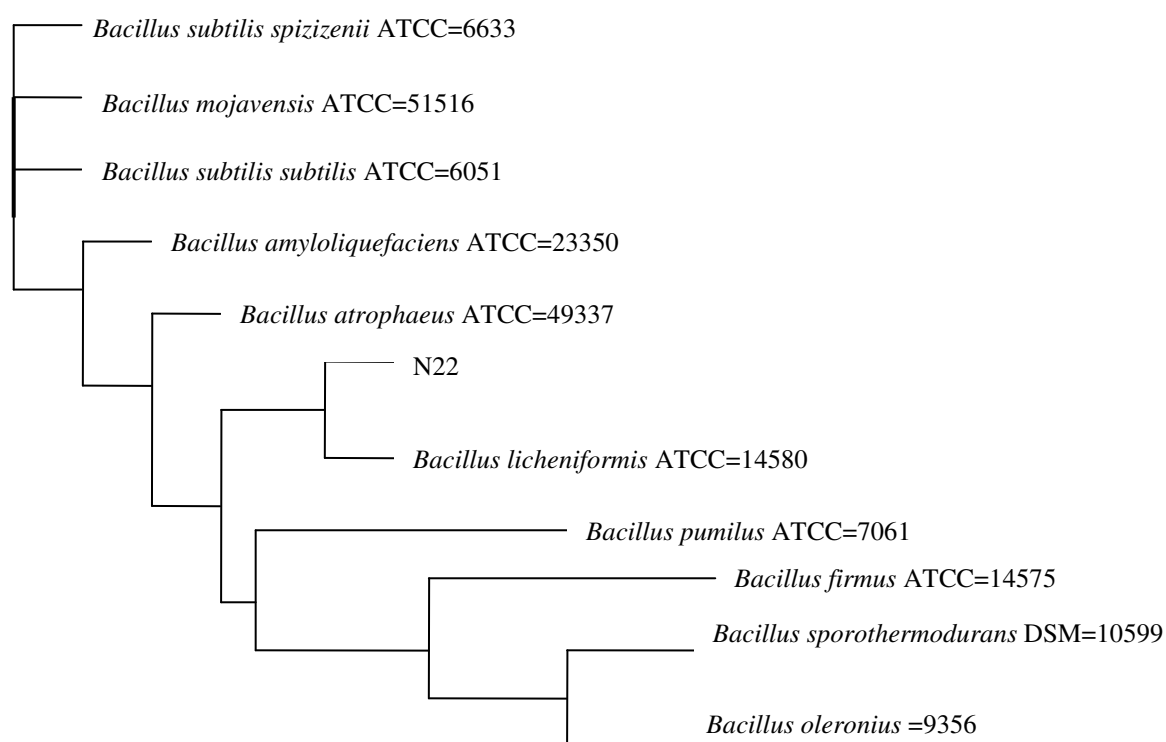 Bacillus subtilis spizizenii ATCC=6633
Bacillus mojavensis ATCC=51516
Bacillus subtilis subtilis ATCC=6051
Bacillus amyloliquefaciens ATCC=23350
Bacillus atrophaeus ATCC=49337
N22
Bacillus licheniformis ATCC=14580
Bacillus pumilus ATCC=7061
Bacillus firmus ATCC=14575
Bacillus sporothermodurans DSM=10599
Bacillus oleronius =9356